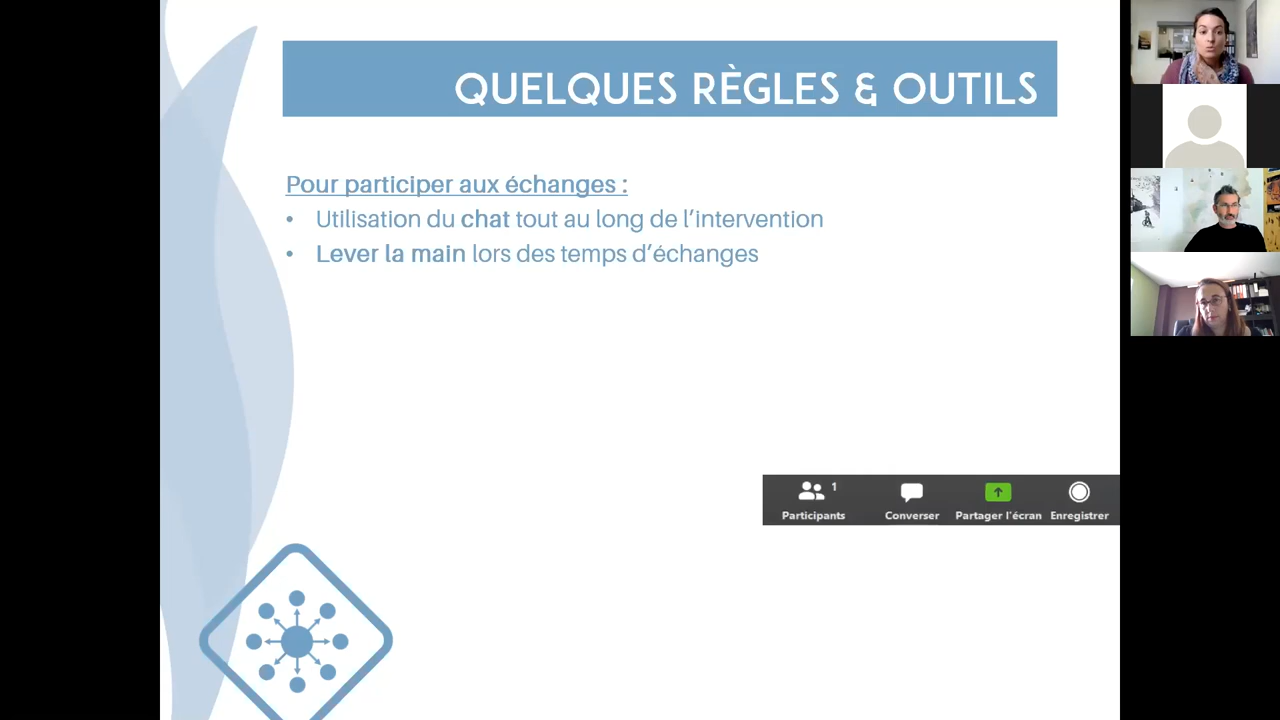 QUELQUES RÈGLES & OUTILS
Pour participer aux échanges :
• Utilisation du chat tout au long de l’intervention
• Lever la main lors des temps d’échanges
1
Participants Converser Partager l'écran Enregistrer